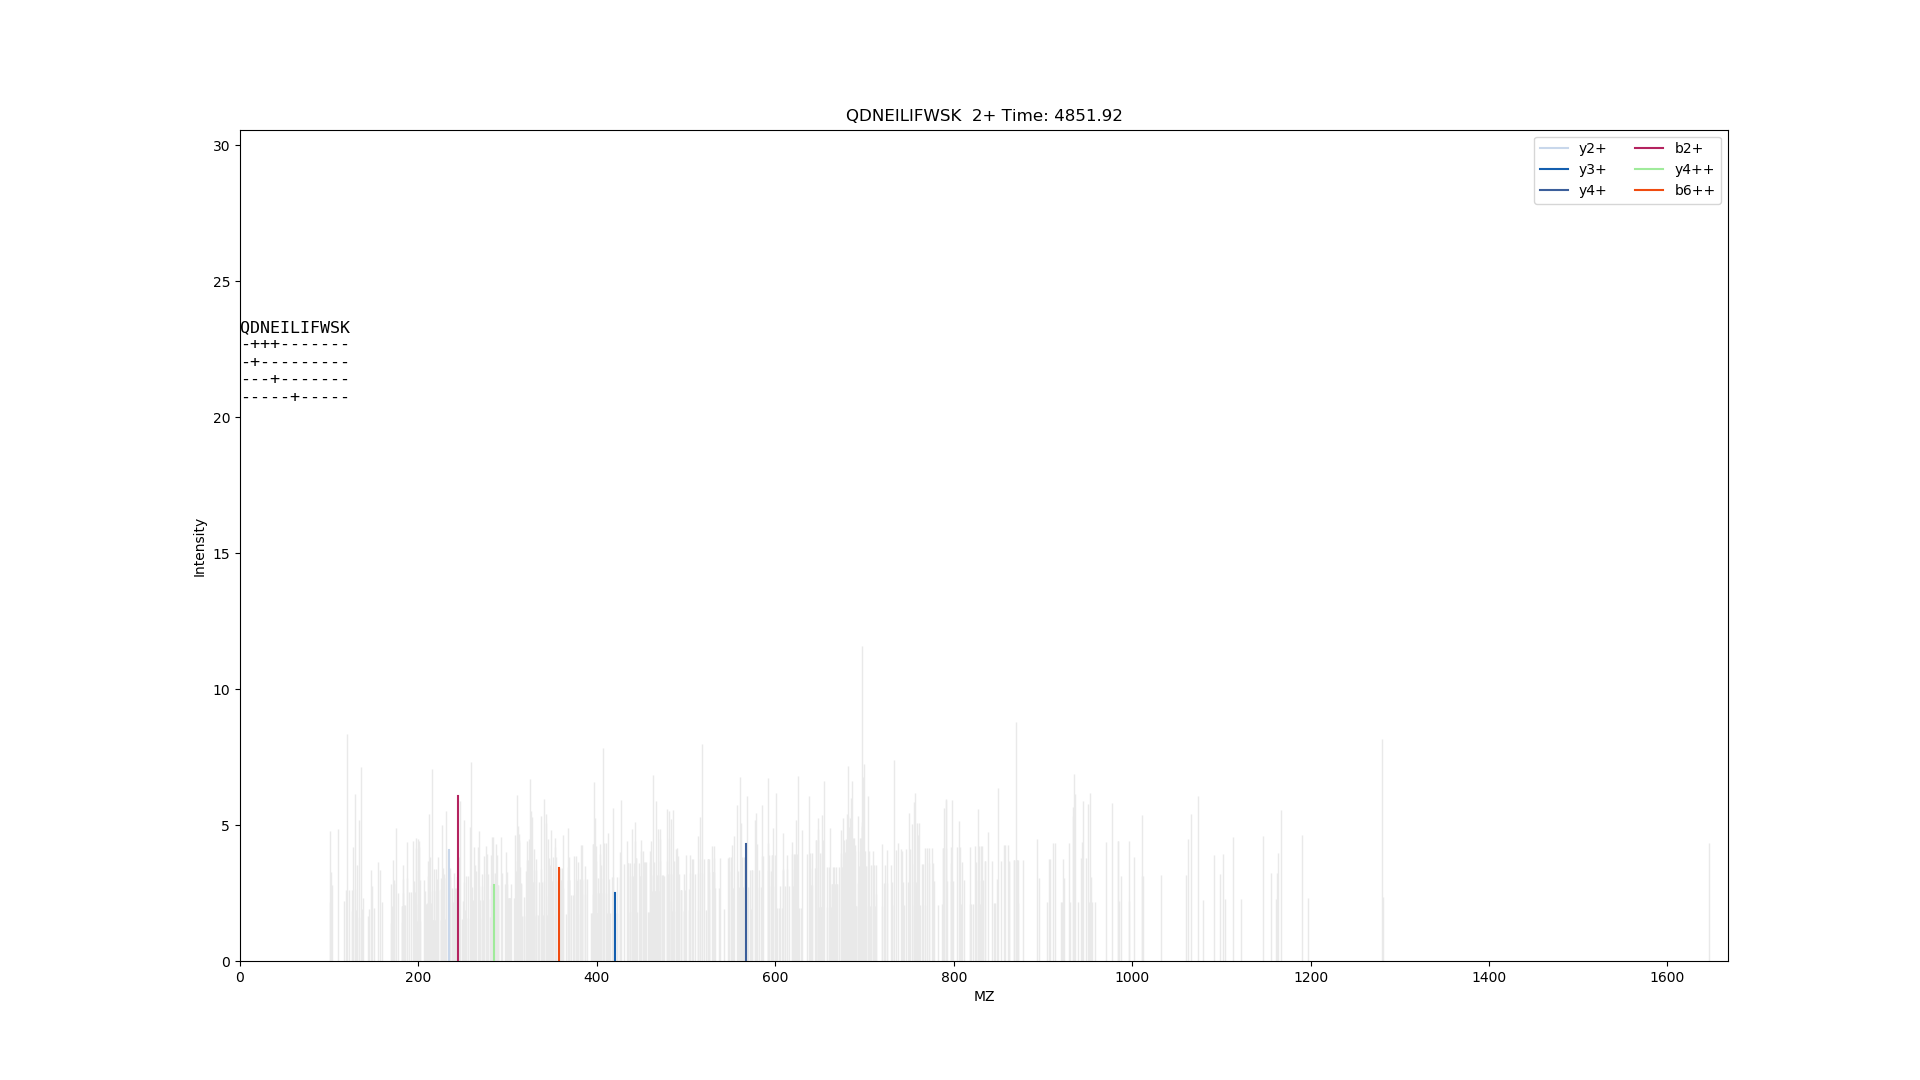 QDNEILIFWSK  2+ Time: 4851.92
30
25
20
15
10
5
0
Intensity
y2+
y3+
y4+
b2+
y4++
b6++
QDNEILIFWSK
-+++-------
-+---------
---+-------
-----+-----
0 200 400 600 800 1000 1200 1400 1600
MZ